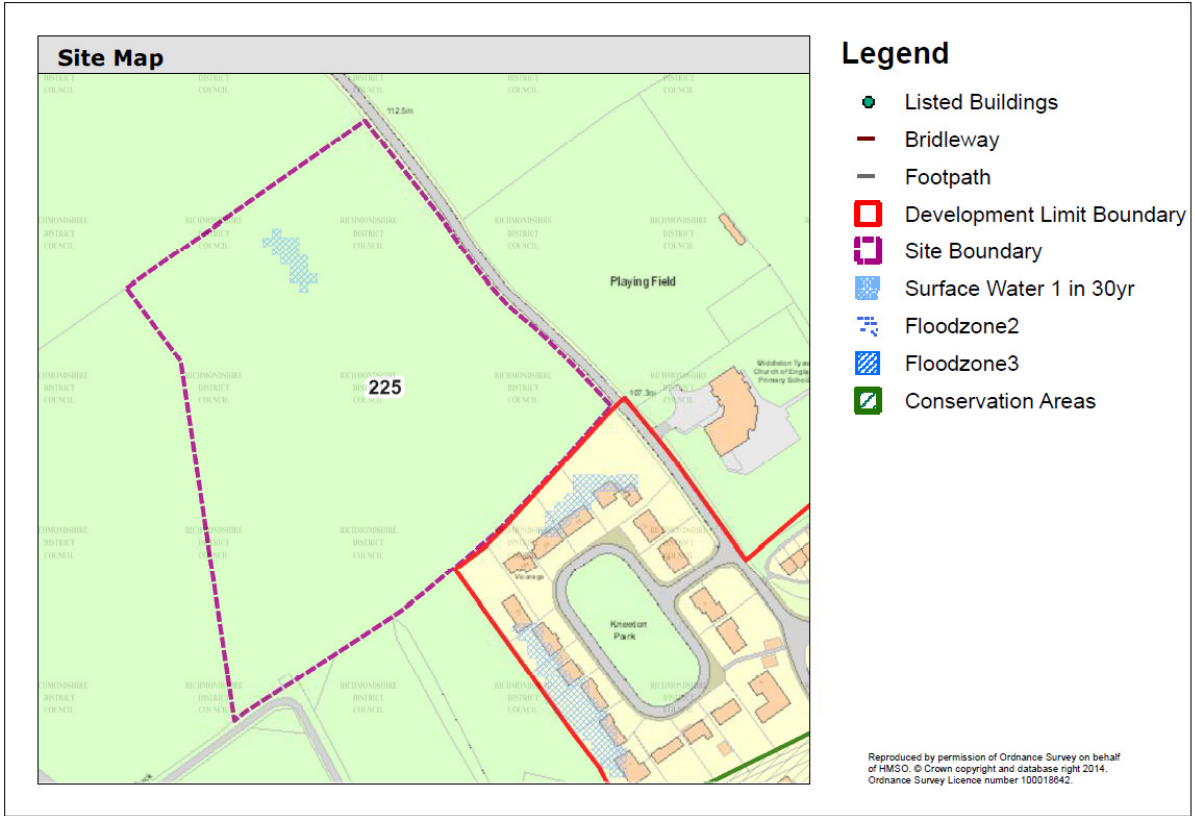 Site Map
RICHMONDSHIRE
DISTRICT
COUNCIL
112.5m
Playing Field
225
107.3m
Church of England
Primary School
Vicarage
Kneeton
Park
Legend
Listed Buildings
Bridleway
Footpath
Development Limit Boundary
Site Boundary
Surface Water 1 in 30yr
Floodzone2
Floodzone3
Conservation Areas
Reproduced by permission of Ordnance Survey on behalf
of HMSO. © Crown copyright and database right 2014.
Ordnance Survey Licence number 100018642.